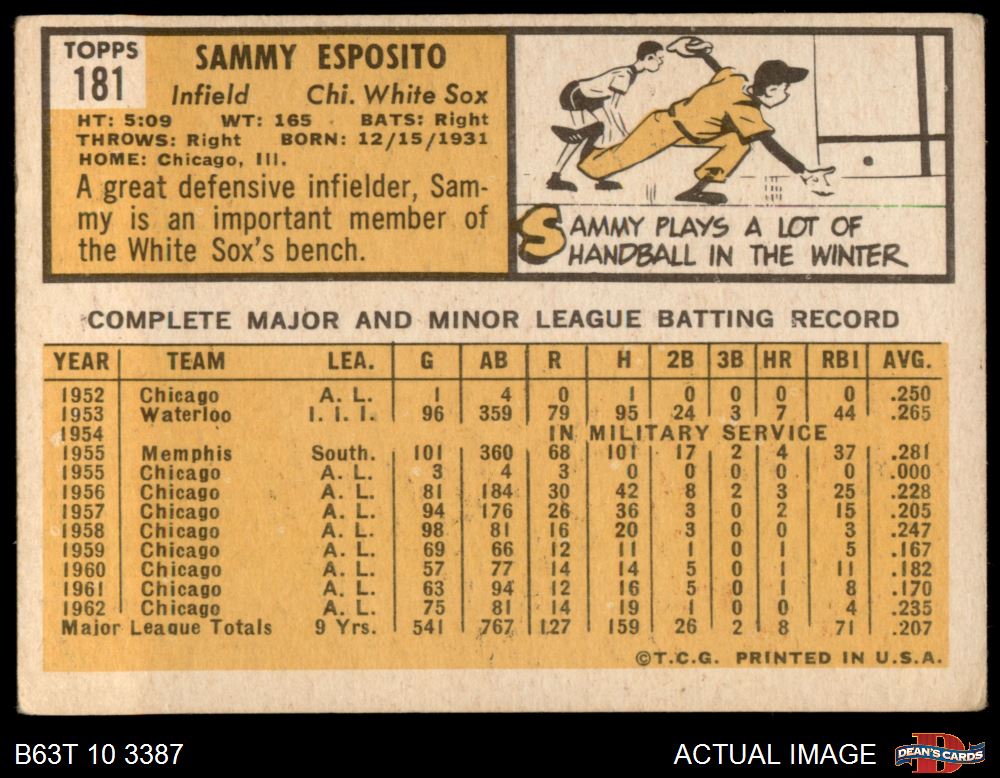 TOPPS
181
SAMMY ESPOSITO
Infield Chi. White Sox
HT: 5:09 WT: 165 BATS: Right
THROWS: Right BORN: 12/15/1931
HOME: Chicago, Ill.
A great defensive infielder, Sam-
my is an important member of
the White Sox's bench.
SAMMY PLAYS A LOT OF
HANDBALL IN THE WINTER
COMPLETE MAJOR AND MINOR LEAGUE BATTING RECORD
YEAR TEAM LEA. G AB R H 2B 3B HR RBI AVG.
1952 Chicago A. L. 1 4 0 1 0 0 0 0 .250
1953 Waterloo I. I. I. 96 359 79 95 24 3 7 44 .265
1954 IN MILITARY SERVICE
1955 Memphis South. 101 360 68 101 17 2 4 37 .281
1955 Chicago A. L. 3 4 3 0 0 0 0 0 .000
1956 Chicago A. L. 81 184 30 42 8 2 3 25 .228
1957 Chicago A. L. 94 176 26 36 3 0 2 15 .205
1958 Chicago A. L. 98 81 16 20 3 0 0 3 .247
1959 Chicago A. L. 69 66 12 11 1 0 1 5 .167
1960 Chicago A. L. 57 77 14 14 5 0 1 11 .182
1961 Chicago A. L. 63 94 12 16 5 0 1 8 .170
1962 Chicago A. L. 75 81 14 19 1 0 0 4 .235
Major League Totals 9 Yrs. 541 767 127 159 26 2 8 71 .207
©T.C.G. PRINTED IN U.S.A.
B63T 10 3387
ACTUAL IMAGE
DEAN'S CARDS